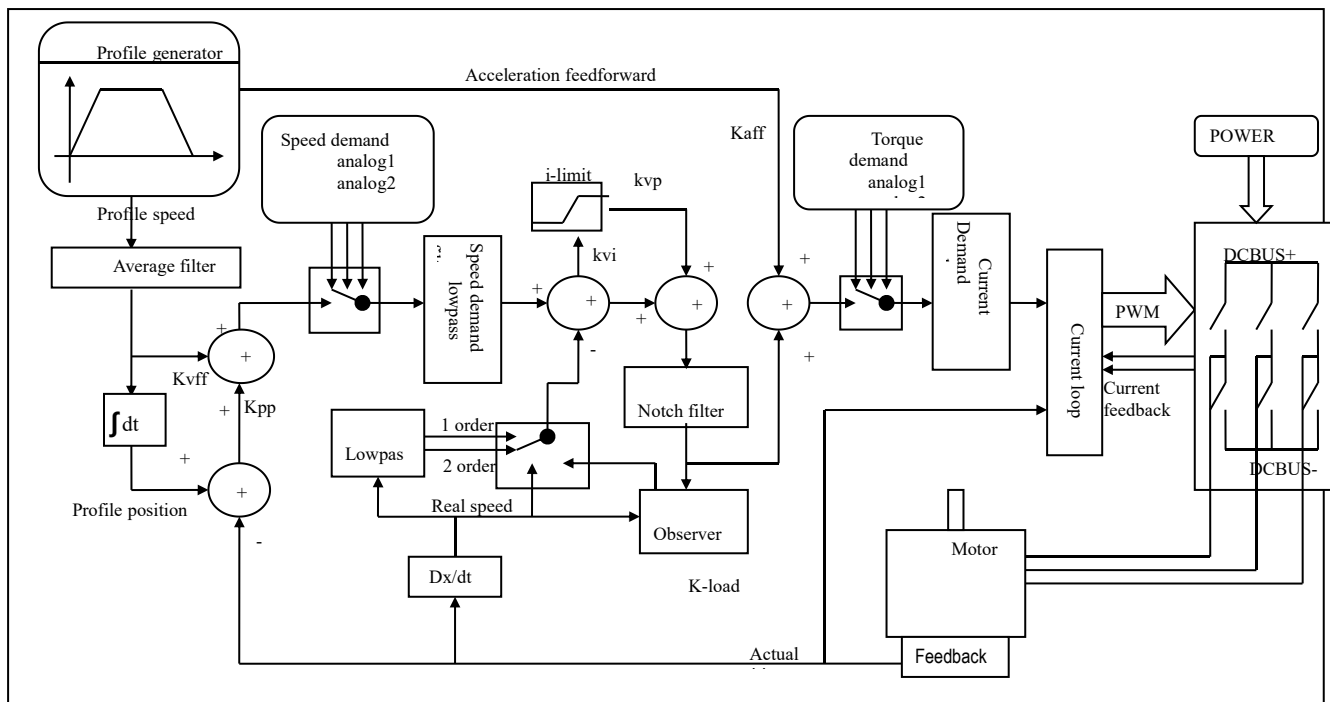 Profile generator
Acceleration feedforward
Speed demand
analog1
analog2
Kaff
Torque
demand
analog1
POWER
i-limit
kvp
Profile speed
Average filter
Speed demand
lowpass
kvi
+
+
-
+
+
+
+
+
Current
Demand
DCBUS+
PWM
+
+
Kvff
+
Kpp
∫dt
+
+
-
Profile position
Lowpas
1 order
2 order
Notch filter
Current loop
Current
feedback
DCBUS-
Real speed
Observer
Motor
Dx/dt
K-load
Actual
Feedback